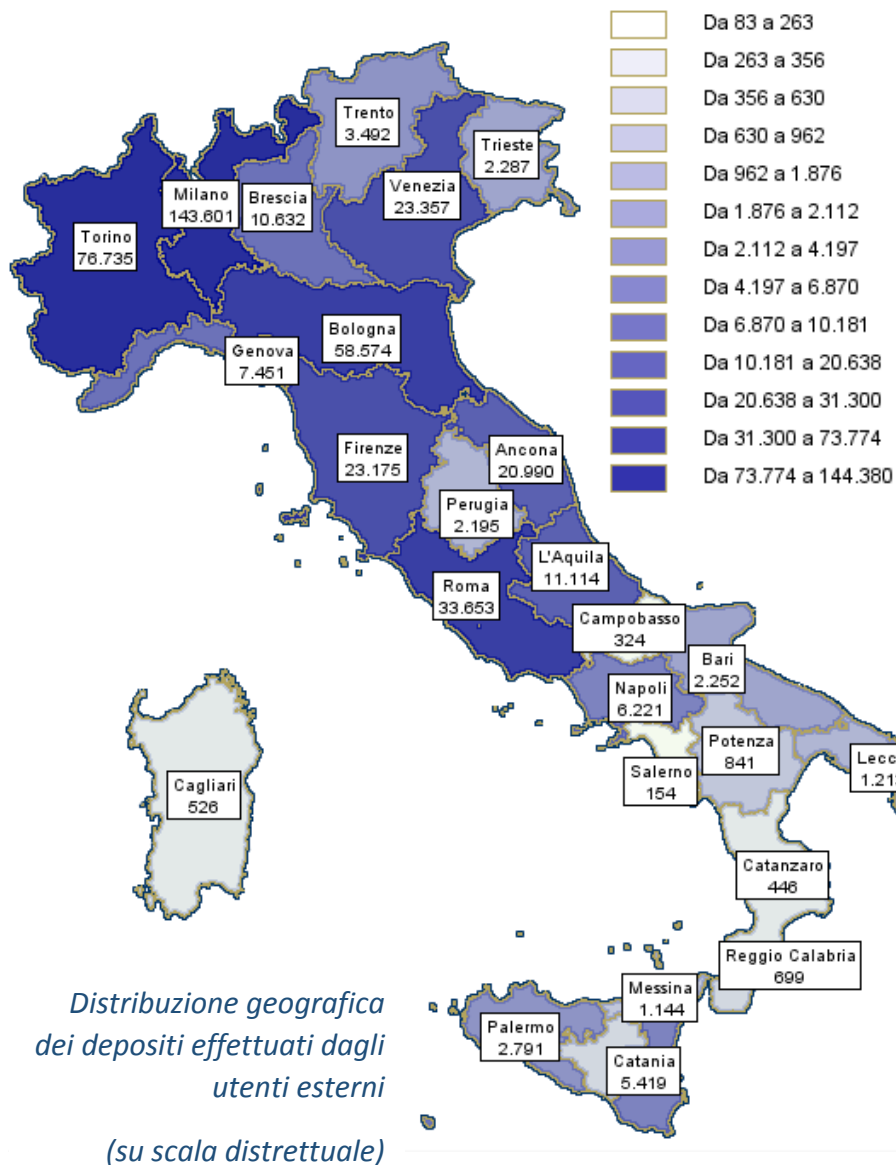 Da 83 a 263
Da 263 a 356
Da 356 a 630
Da 630 a 962
Da 962 a 1.876
Da 1.876 a 2.112
Da 2.112 a 4.197
Da 4.197 a 6.870
Da 6.870 a 10.181
Da 10.181 a 20.638
Da 20.638 a 31.300
Da 31.300 a 73.774
Da 73.774 a 144.380
Trento
3.492
Trieste
2.287
Milano
143.601
Brescia
10.632
Venezia
23.357
Torino
76.735
Bologna
58.574
Genova
7.451
Firenze
23.175
Ancona
20.990
Perugia
2.195
L'Aquila
11.114
Roma
33.653
Campobasso
324
Bari
2.252
Napoli
6.221
Potenza
841
Salerno
154
Lecc
1.21
Cagliari
526
Catanzaro
446
Reggio Calabria
699
Messina
1.144
Palermo
2.791
Catania
5.419
Distribuzione geografica
dei depositi effettuati dagli
utenti esterni
(su scala distrettuale)